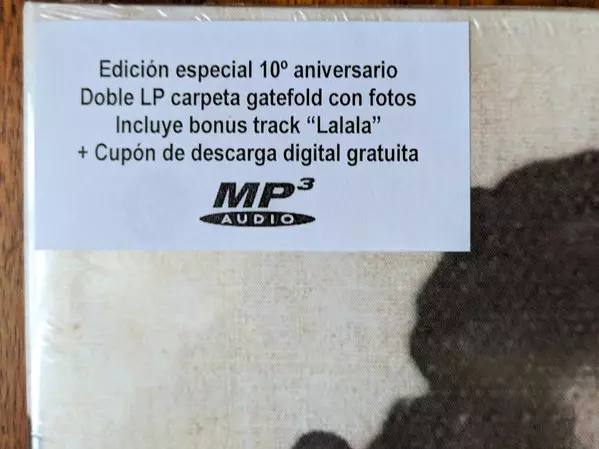 Edición especial 10º aniversario
Doble LP carpeta gatefold con fotos
Incluye bonus track “Lalala”
+ Cupón de descarga digital gratuita
MP3
AUDIO